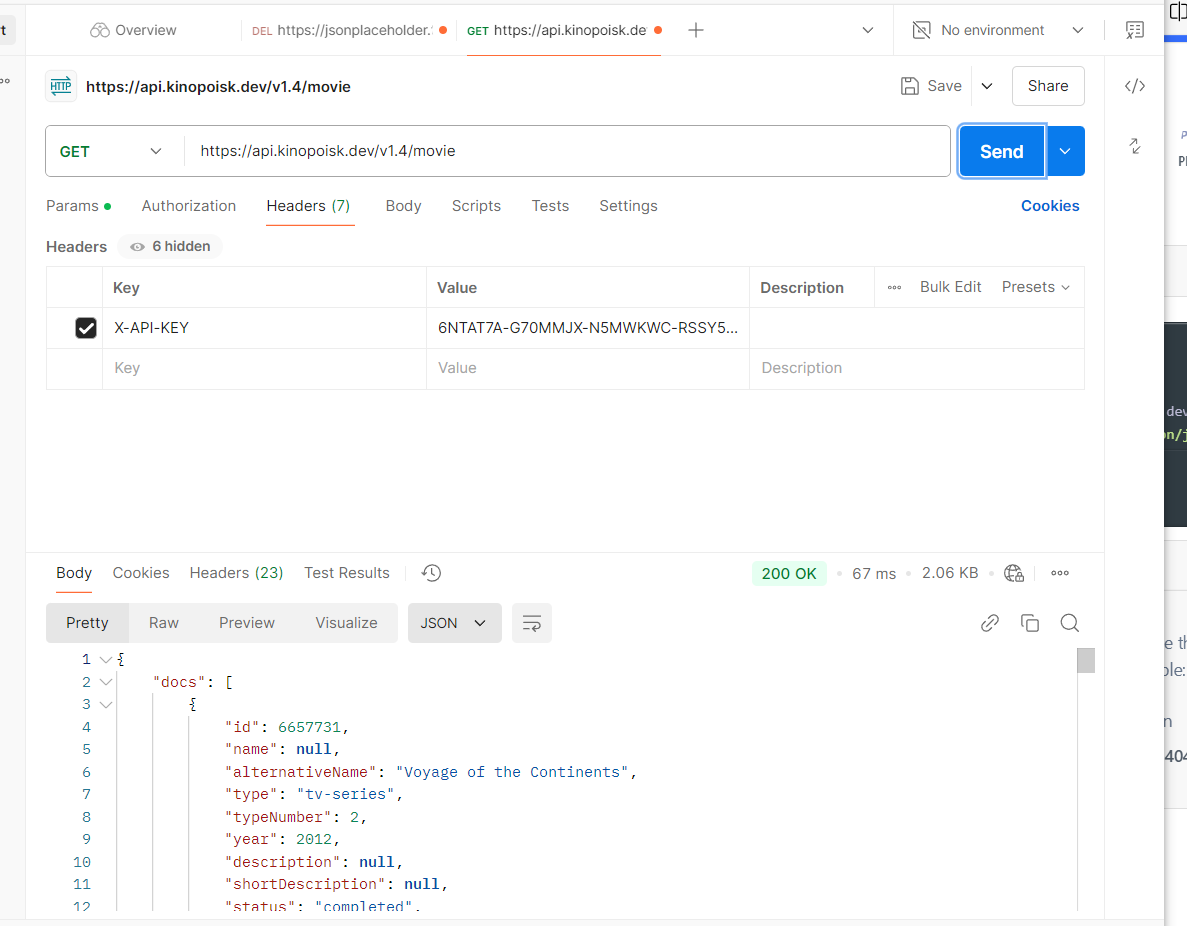 t
Overview
DEL https://jsonplaceholder.
GET https://api.kinopoisk.de
No environment
HTTP https://api.kinopoisk.dev/v1.4/movie
Save
Share
GET
https://api.kinopoisk.dev/v1.4/movie
Send
Params
Authorization
Headers (7)
Body
Scripts
Tests
Settings
Cookies
Headers
6 hidden
Key
Value
Description
Bulk Edit
Presets
X-API-KEY
6NTAT7A-G70MMJX-N5MWKWC-RSSY5...
Key
Value
Description
Body
Cookies
Headers (23)
Test Results
200 OK
67 ms
2.06 KB
Pretty
Raw
Preview
Visualize
JSON
1 {
2 "docs": [
3 {
4 "id": 6657731,
5 "name": null,
6 "alternativeName": "Voyage of the Continents",
7 "type": "tv-series",
8 "typeNumber": 2,
9 "year": 2012,
10 "description": null,
11 "shortDescription": null,
12 "status": "completed",
dev
on/j
e th
ple:
n
404